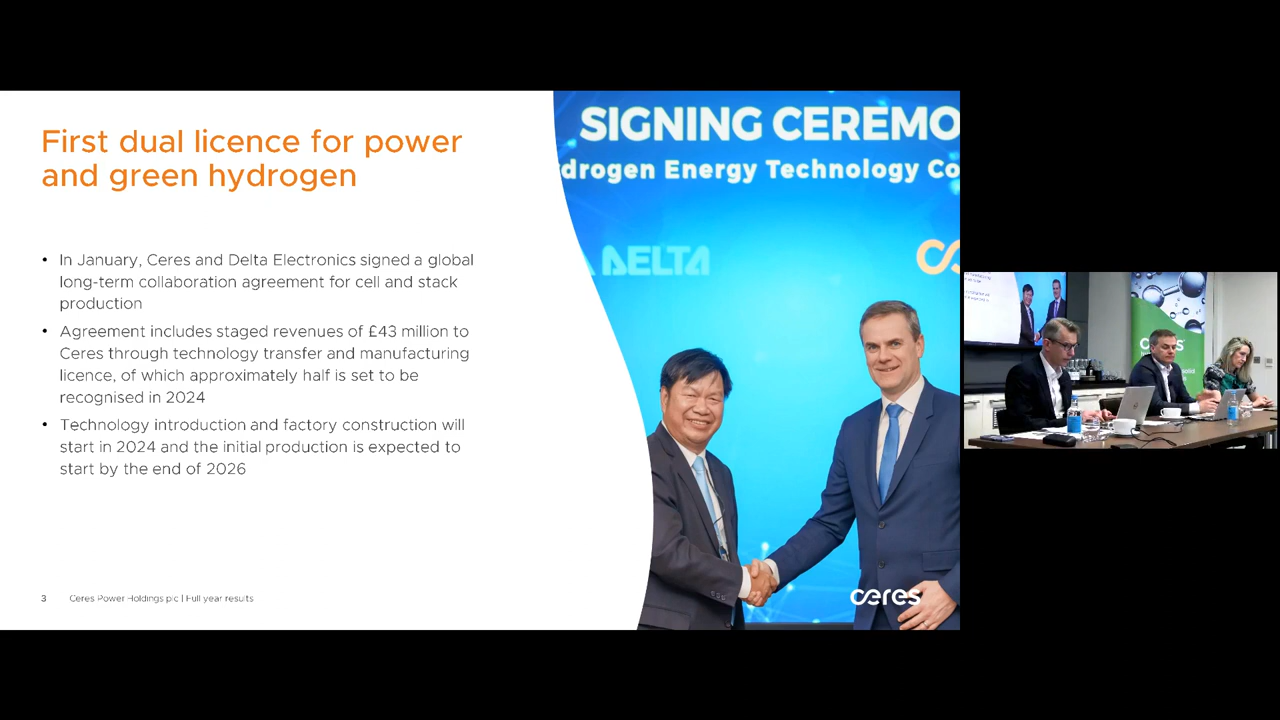 First dual licence for power
and green hydrogen
• In January, Ceres and Delta Electronics signed a global
long-term collaboration agreement for cell and stack
production
• Agreement includes staged revenues of £43 million to
Ceres through technology transfer and manufacturing
licence, of which approximately half is set to be
recognised in 2024
• Technology introduction and factory construction will
start in 2024 and the initial production is expected to
start by the end of 2026
3 Ceres Power Holdings plc | Full year results
SIGNING CEREMO
drogen Energy Technology Co
DELTA
ceres
ceres